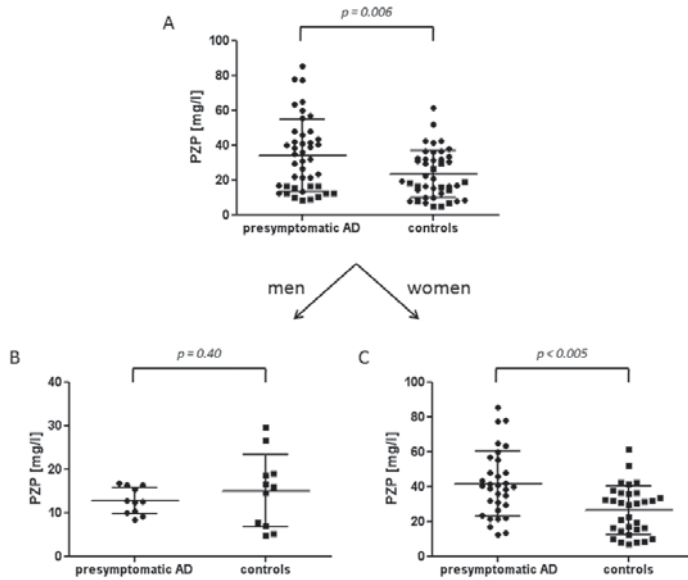 A
p = 0.006
PZP [mg/l]
100
80
60
40
20
0
presymptomatic AD controls
men women
B
p = 0.40
PZP [mg/l]
40
30
20
10
0
presymptomatic AD controls
C
p < 0.005
PZP [mg/l]
100
80
60
40
20
0
presymptomatic AD controls